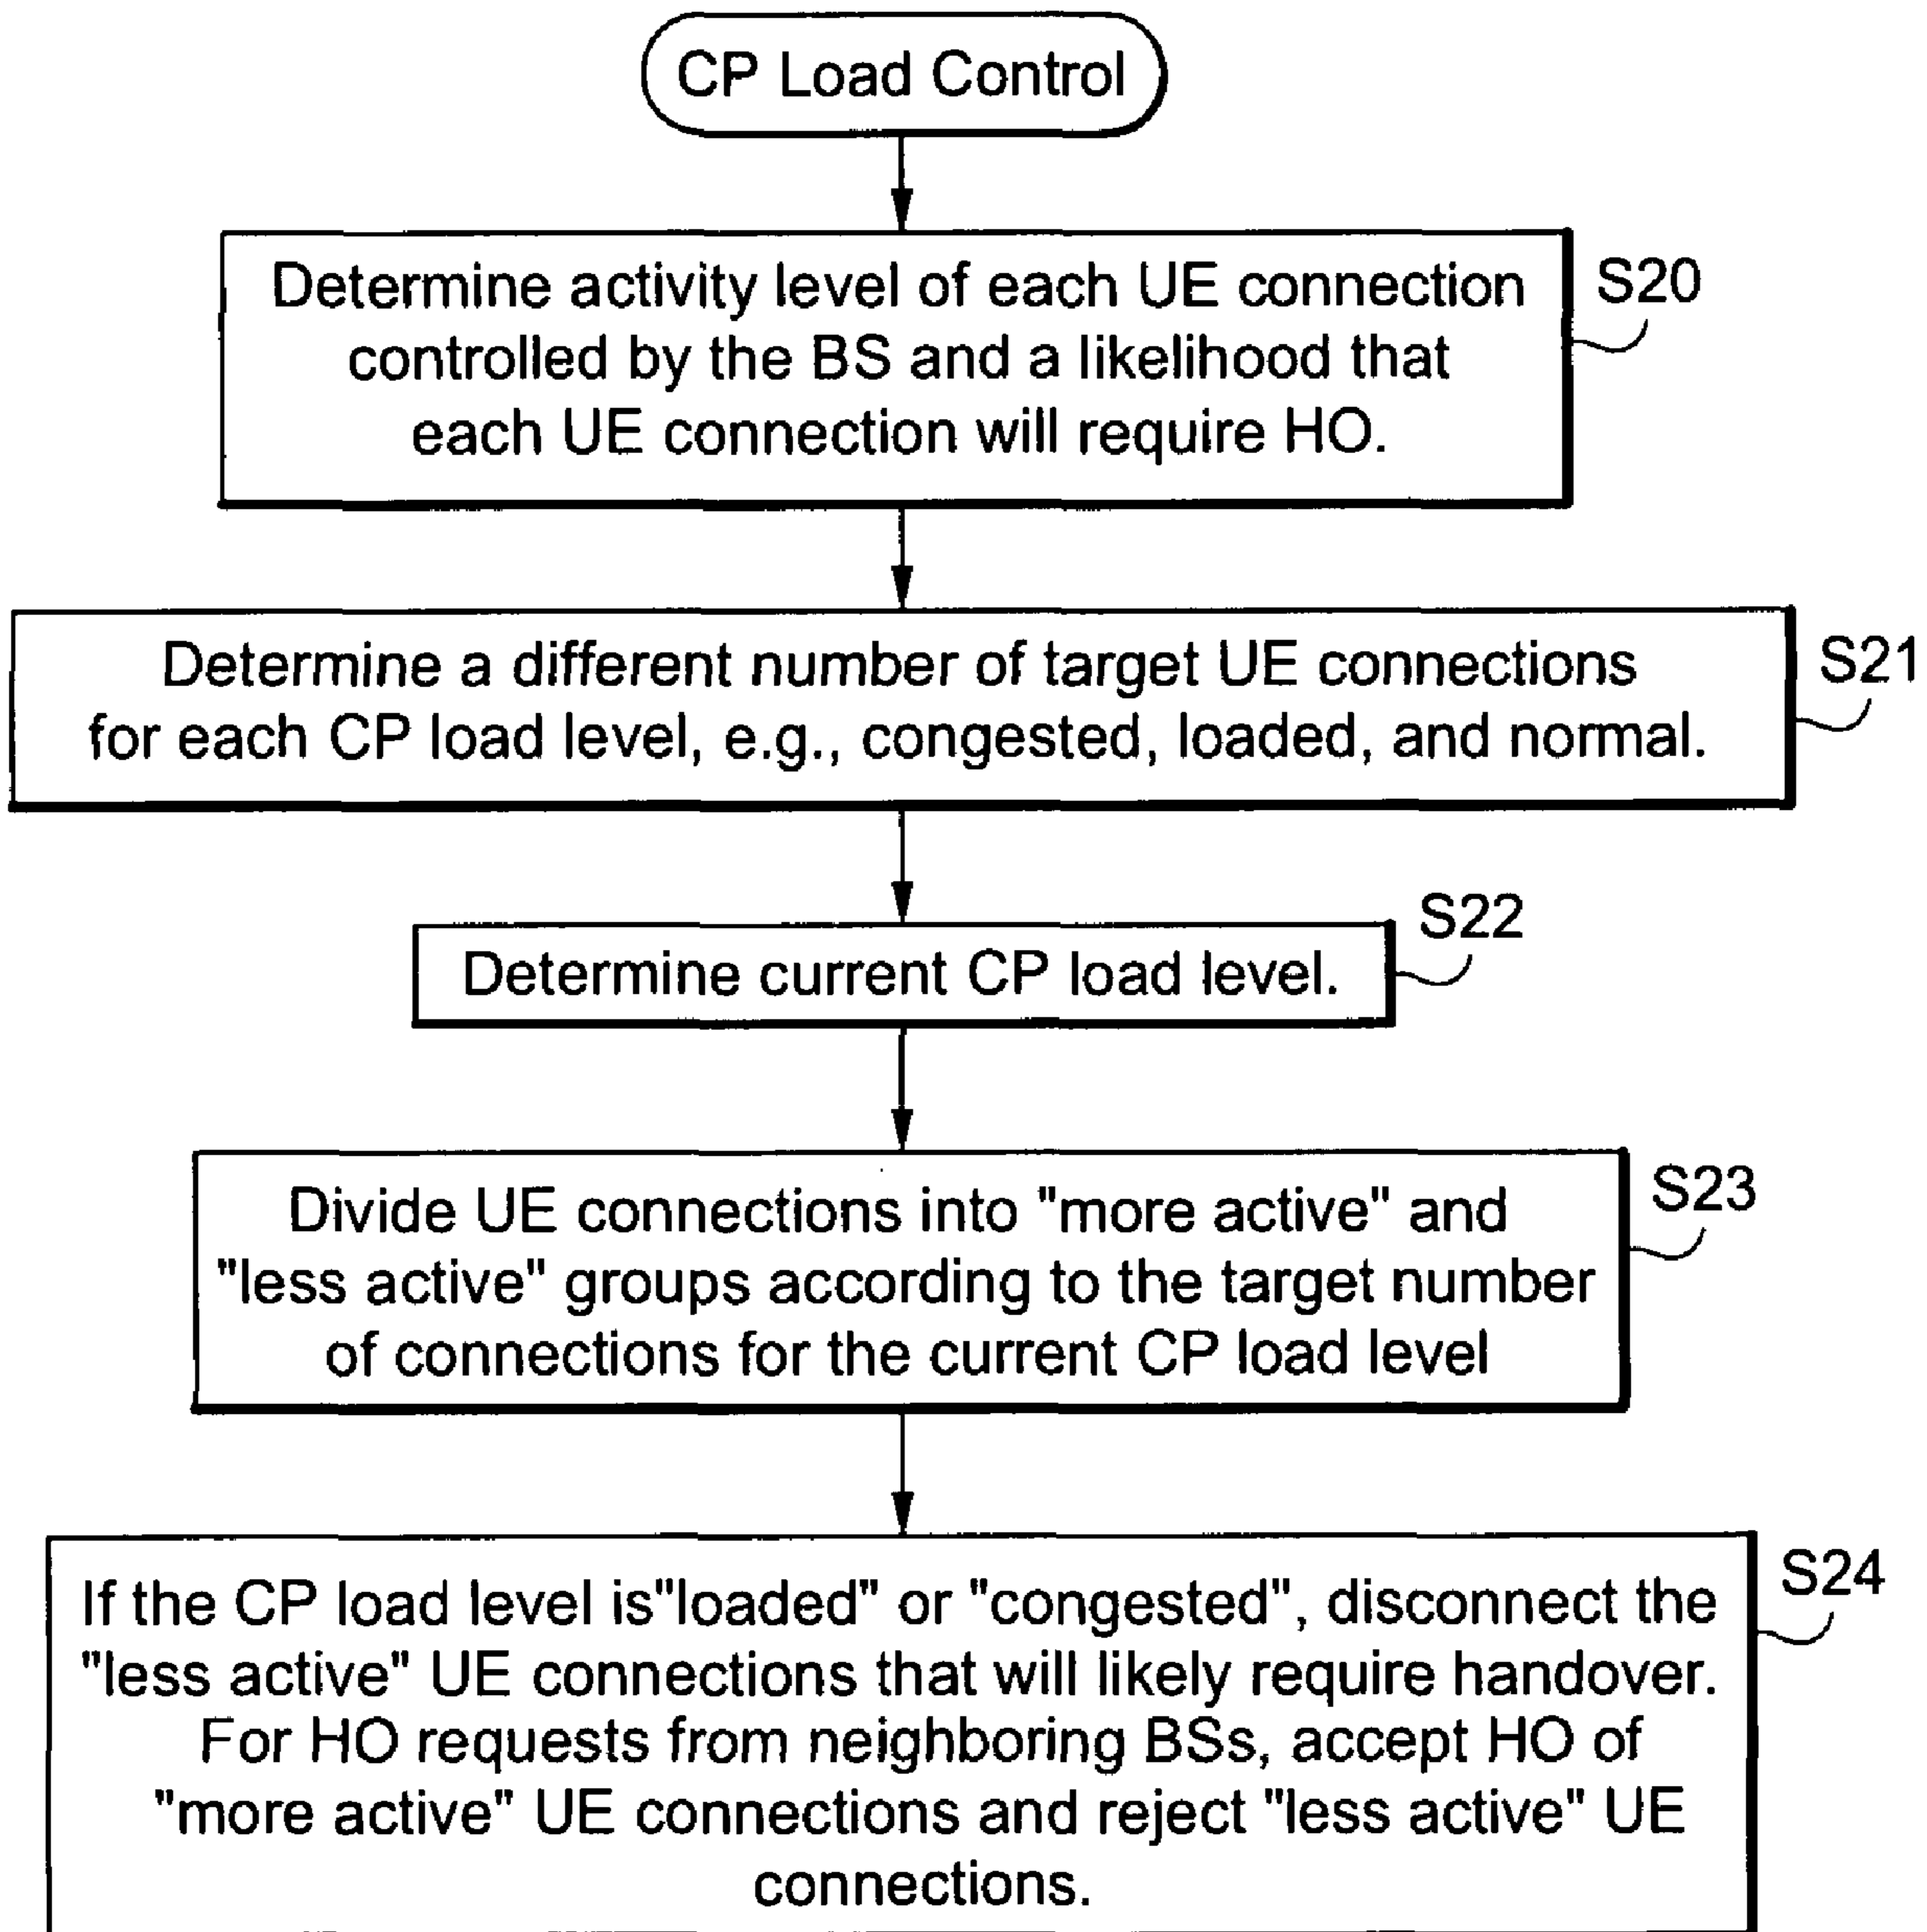 CP Load Control
Determine activity level of each UE connection
controlled by the BS and a likelihood that
each UE connection will require HO.
S20
Determine a different number of target UE connections
for each CP load level, e.g., congested, loaded, and normal.
S21
Determine current CP load level.
S22
Divide UE connections into "more active" and
"less active" groups according to the target number
of connections for the current CP load level
S23
If the CP load level is"loaded" or "congested", disconnect the
"less active" UE connections that will likely require handover.
For HO requests from neighboring BSs, accept HO of
"more active" UE connections and reject "less active" UE
connections.
S24